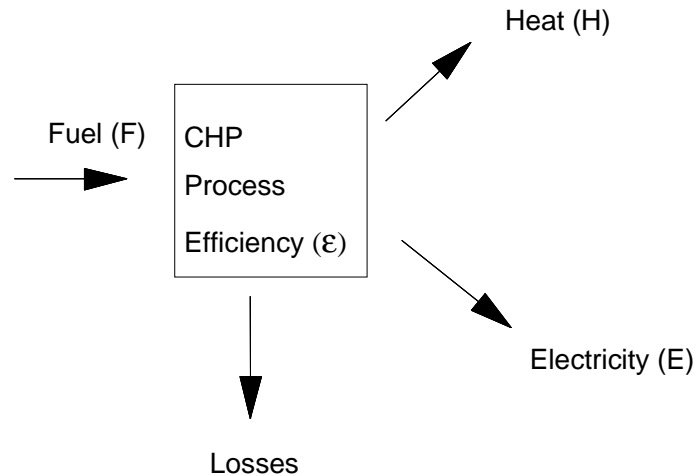 Heat (H)
Fuel (F)
CHP
Process
Efficiency (ε)
Electricity (E)
Losses